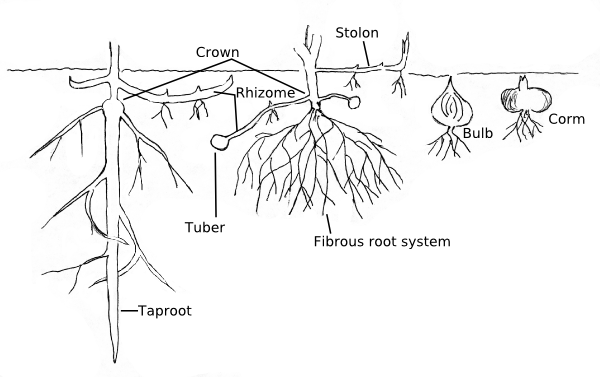 Stolon
Crown
Rhizome
Bulb
Corm
Tuber
Fibrous root system
Taproot